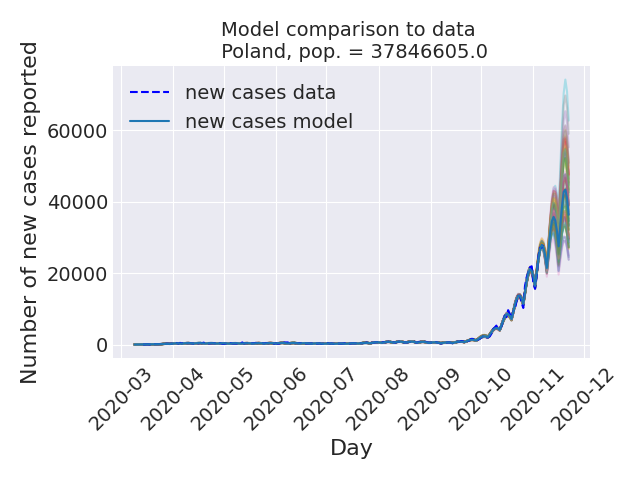 Model comparison to data
Poland, pop. = 37846605.0
Number of new cases reported
60000
40000
20000
0
new cases data
new cases model
2020-03
2020-04
2020-05
2020-06
2020-07
2020-08
2020-09
2020-10
2020-11
2020-12
Day